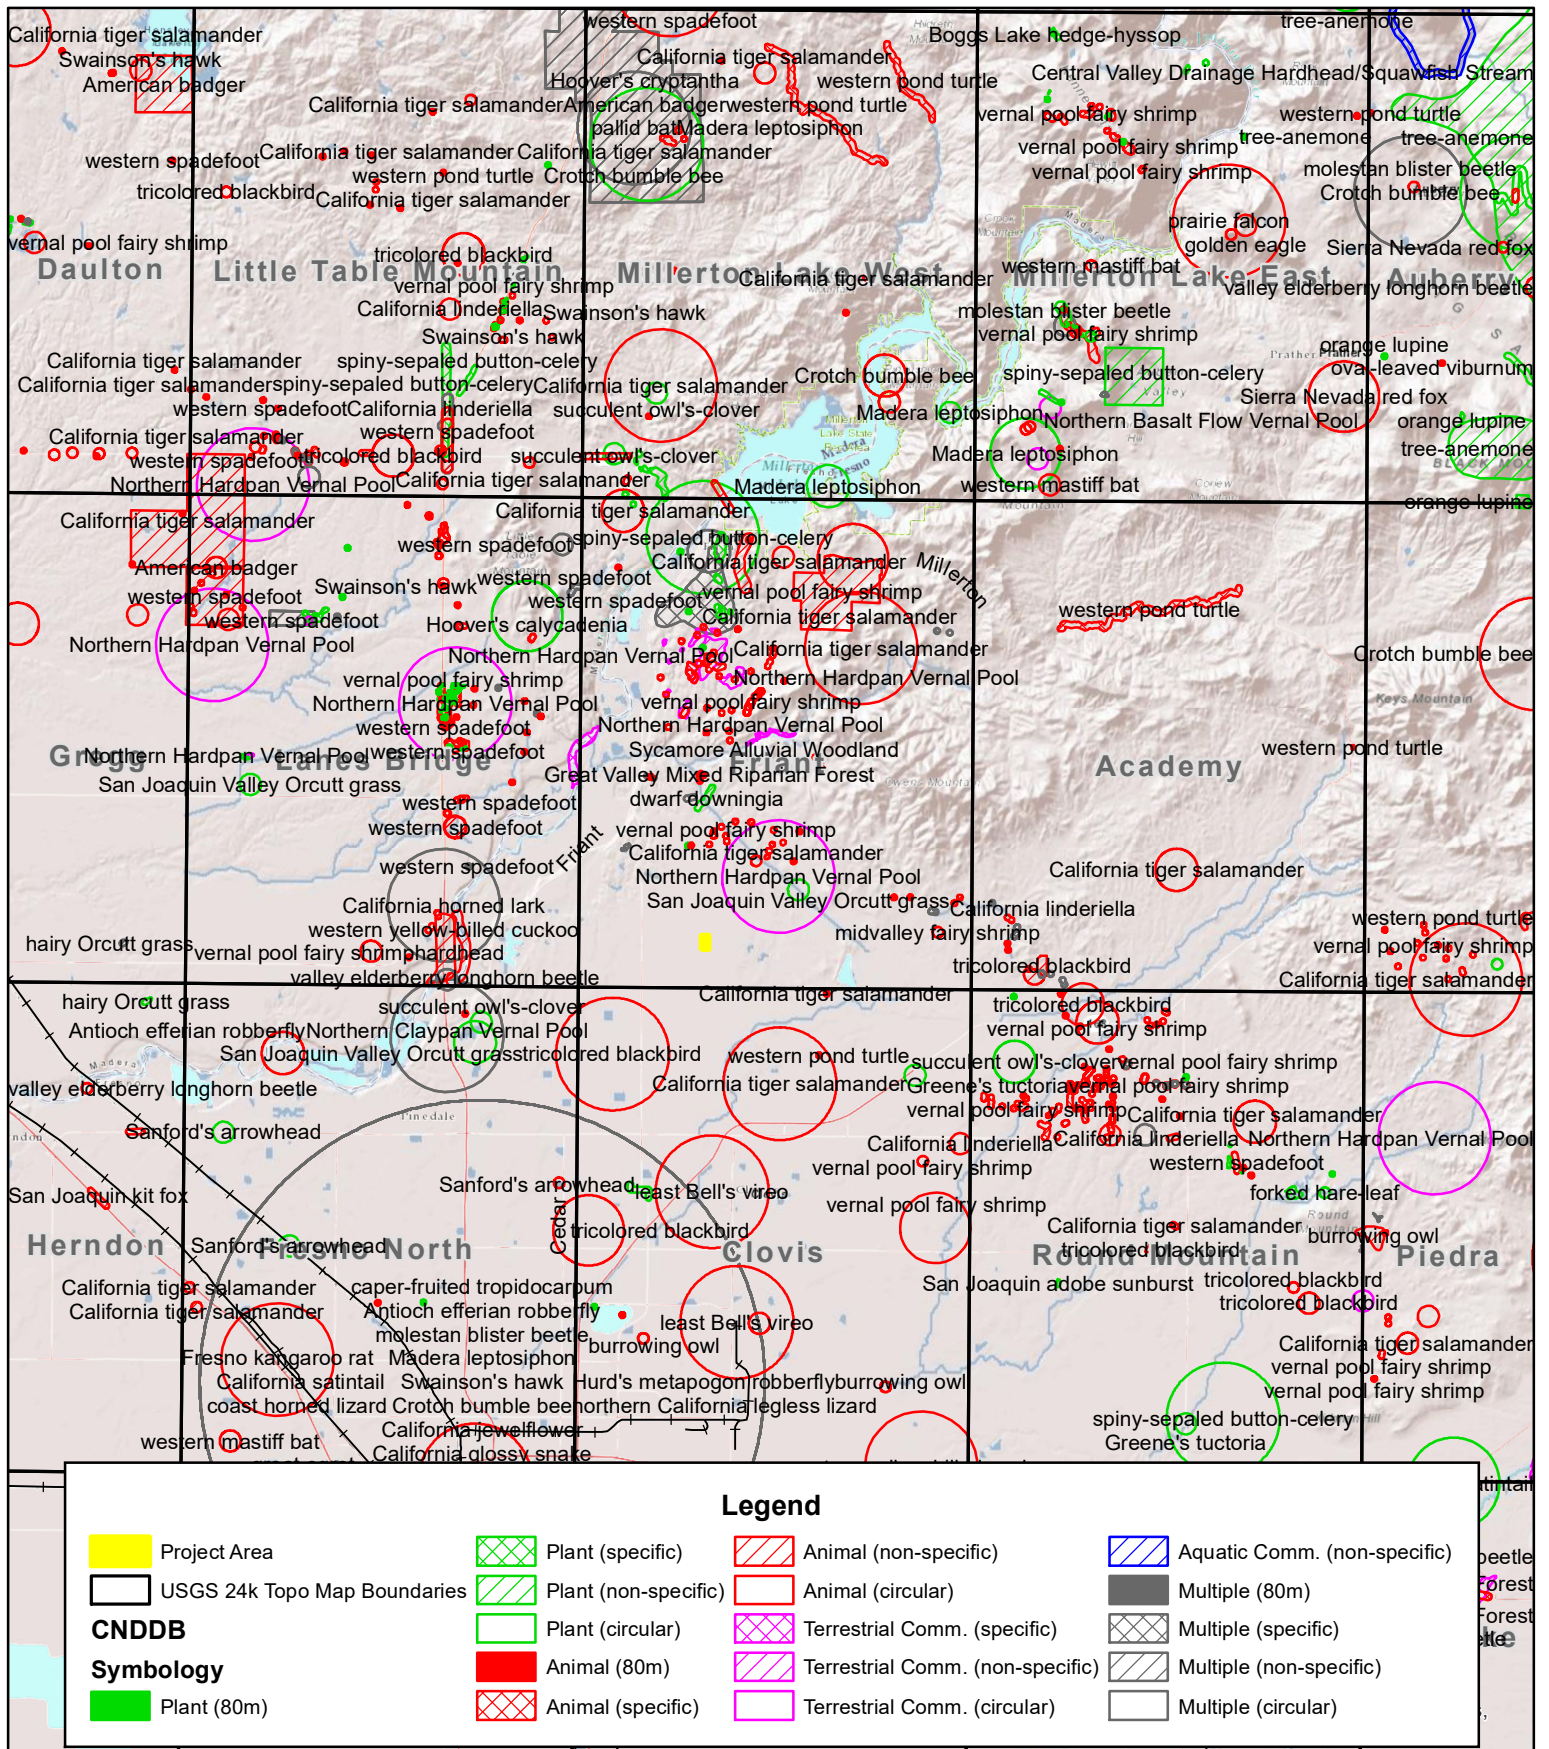 western spadefoot
tree-anemone
California tiger salamander
Boggs Lake hedge-hyssop
Swainson's hawk
California tiger salamander
American badger
Hoover's cryptantha
western pond turtle
Central Valley Drainage Hardhead/Squawfish Stream
California tiger salamander
American badger
western pond turtle
vernal pool fairy shrimp
western pond turtle
pallid bat
Madera leptosiphon
tree-anemone
tree-anemone
western spadefoot
California tiger salamander
California tiger salamander
vernal pool fairy shrimp
western pond turtle
Crotch bumble bee
vernal pool fairy shrimp
molestan blister beetle
tricolored blackbird
California tiger salamander
Crotch bumble bee
vernal pool fairy shrimp
prairie falcon
golden eagle
Sierra Nevada red fox
Daulton
Little Table Mountain
tricolored blackbird
Millerton Lake West
California tiger salamander
western mastiff bat
Millerton Lake East
Auberry
vernal pool fairy shrimp
valley elderberry longhorn beetle
California linderiella
Swainson's hawk
molestan blister beetle
Swainson's hawk
vernal pool fairy shrimp
California tiger salamander
spiny-sepaled button-celery
orange lupine
Prather
oval-leaved viburnum
California tiger salamander
spiny-sepaled button-celery
California tiger salamander
Crotch bumble bee
spiny-sepaled button-celery
Sierra Nevada red fox
western spadefoot
California linderiella
succulent owl's-clover
Madera leptosiphon
Northern Basalt Flow Vernal Pool
orange lupine
California tiger salamander
western spadefoot
tree-anemone
western spadefoot
tricolored blackbird
succulent owl's-clover
Madera leptosiphon
Northern Hardpan Vernal Pool
California tiger salamander
Madera leptosiphon
western mastiff bat
orange lupine
California tiger salamander
California tiger salamander
western spadefoot
spiny-sepaled button-celery
American badger
Swainson's hawk
western spadefoot
California tiger salamander
Millerton
western spadefoot
western spadefoot
vernal pool fairy shrimp
western spadefoot
Hoover's calycadenia
California tiger salamander
western pond turtle
Northern Hardpan Vernal Pool
Northern Hardpan Vernal Pool
California tiger salamander
Crotch bumble bee
vernal pool fairy shrimp
Northern Hardpan Vernal Pool
Northern Hardpan Vernal Pool
vernal pool fairy shrimp
Keys Mountain
western spadefoot
Northern Hardpan Vernal Pool
Gregg
Northern Hardpan Vernal Pool
western spadefoot
Lanes Bridge
Sycamore Alluvial Woodland
Friant
Academy
western pond turtle
San Joaquin Valley Orcutt grass
Great Valley Mixed Riparian Forest
Owens Mountain
western spadefoot
dwarf downingia
western spadefoot
Friant
vernal pool fairy shrimp
California tiger salamander
western spadefoot
Northern Hardpan Vernal Pool
California tiger salamander
San Joaquin Valley Orcutt grass
California horned lark
California linderiella
western yellow-billed cuckoo
midvalley fairy shrimp
western pond turtle
hairy Orcutt grass
vernal pool fairy shrimp
hardhead
vernal pool fairy shrimp
valley elderberry longhorn beetle
tricolored blackbird
California tiger salamander
California tiger salamander
hairy Orcutt grass
succulent owl's-clover
tricolored blackbird
Antioch efferian robberfly
Northern Claypan Vernal Pool
vernal pool fairy shrimp
San Joaquin Valley Orcutt grass
tricolored blackbird
western pond turtle
succulent owl's-clover
vernal pool fairy shrimp
valley elderberry longhorn beetle
California tiger salamander
Greene's tuctoria
vernal pool fairy shrimp
Pinedale
vernal pool fairy shrimp
California tiger salamander
Sanford's arrowhead
California linderiella
California linderiella
Northern Hardpan Vernal Pool
vernal pool fairy shrimp
western spadefoot
San Joaquin kit fox
Sanford's arrowhead
least Bell's vireo
forked hare-leaf
vernal pool fairy shrimp
Cedar
tricolored blackbird
California tiger salamander
burrowing owl
Herndon
Sanford's arrowhead
Fresno North
Clovis
tricolored blackbird
Round Mountain
Piedra
California tiger salamander
caper-fruited tropidocarpum
San Joaquin adobe sunburst
tricolored blackbird
California tiger salamander
Antioch efferian robberfly
tricolored blackbird
molestan blister beetle
least Bell's vireo
burrowing owl
California tiger salamander
Fresno kangaroo rat
Madera leptosiphon
vernal pool fairy shrimp
California satintail
Swainson's hawk
Hurd's metapogon robberfly
burrowing owl
vernal pool fairy shrimp
coast horned lizard
Crotch bumble bee
northern California legless lizard
spiny-sepaled button-celery
California jewelflower
western mastiff bat
Greene's tuctoria
California glossy snake
Legend
Project Area
USGS 24k Topo Map Boundaries
CNDDB
Symbology
Plant (80m)
Plant (specific)
Plant (non-specific)
Plant (circular)
Animal (80m)
Animal (specific)
Animal (non-specific)
Animal (circular)
Terrestrial Comm. (specific)
Terrestrial Comm. (non-specific)
Terrestrial Comm. (circular)
Aquatic Comm. (non-specific)
Multiple (80m)
Multiple (specific)
Multiple (non-specific)
Multiple (circular)
beetle
Forest
Forest